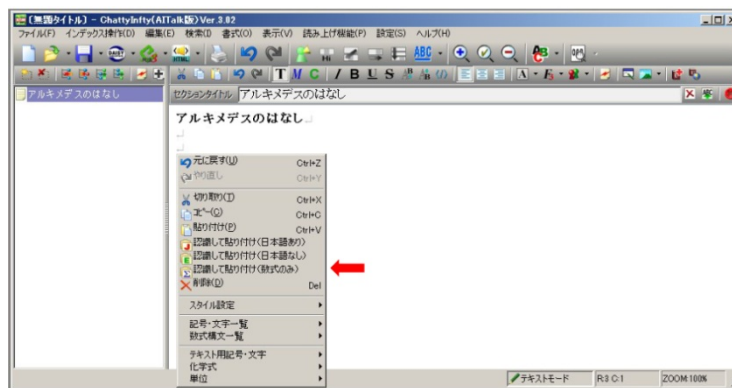 (無題タイトル) - ChattyInfty(AITalk版) Ver.3.02
ファイル(F) インデックス操作(D) 編集(E) 検索(I) 書式(O) 表示(V) 読み上げ機能(P) 設定(S) ヘルプ(H)
アルキメデスのはなし
セクションタイトル アルキメデスのはなし
アルキメデスのはなし
元に戻す(U) Ctrl+Z
やり直し Ctrl+Y
切り取り(T) Ctrl+X
コピー(C) Ctrl+C
貼り付け(P) Ctrl+V
認識して貼り付け(日本語あり)
認識して貼り付け(日本語なし)
認識して貼り付け(数式のみ)
削除(D) Del
スタイル設定
記号・文字一覧
数式構文一覧
テキスト用記号・文字
化学式
単位
テキストモード R:3 C:1 ZOOM:100%